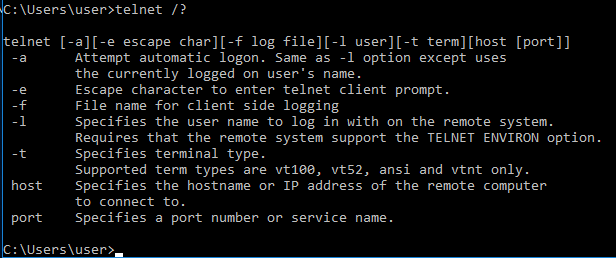 C:\Users\user>telnet /?
telnet [-a][-e escape char][-f log file][-l user][-t term][host [port]]
-a Attempt automatic logon. Same as -l option except uses
the currently logged on user's name.
-e Escape character to enter telnet client prompt.
-f File name for client side logging
-l Specifies the user name to log in with on the remote system.
Requires that the remote system support the TELNET ENVIRON option.
-t Specifies terminal type.
Supported term types are vt100, vt52, ansi and vtnt only.
host Specifies the hostname or IP address of the remote computer
to connect to.
port Specifies a port number or service name.
C:\Users\user>